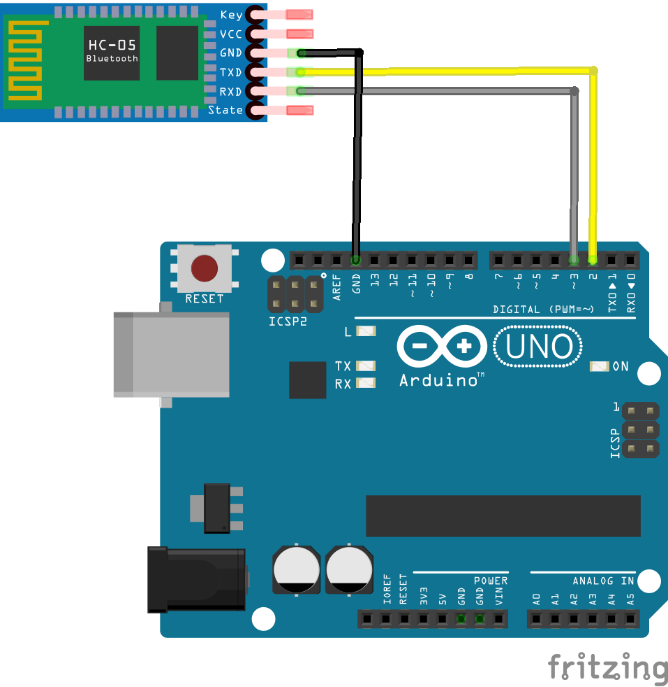 Key
VCC
GND
TXD
RXD
State
HC-05
Bluetooth
RESET
ICSP2
AREF
GND
13
12
~11
~10
~9
8
7
~6
~5
4
~3
2
TX0▶1
RX0◀0
DIGITAL (PWM=~)
L
TX
RX
UNO
Arduino™
ON
1
ICSP
IOREF
RESET
3V3
5V
GND
GND
VIN
POWER
ANALOG IN
A0
A1
A2
A3
A4
A5
fritzing